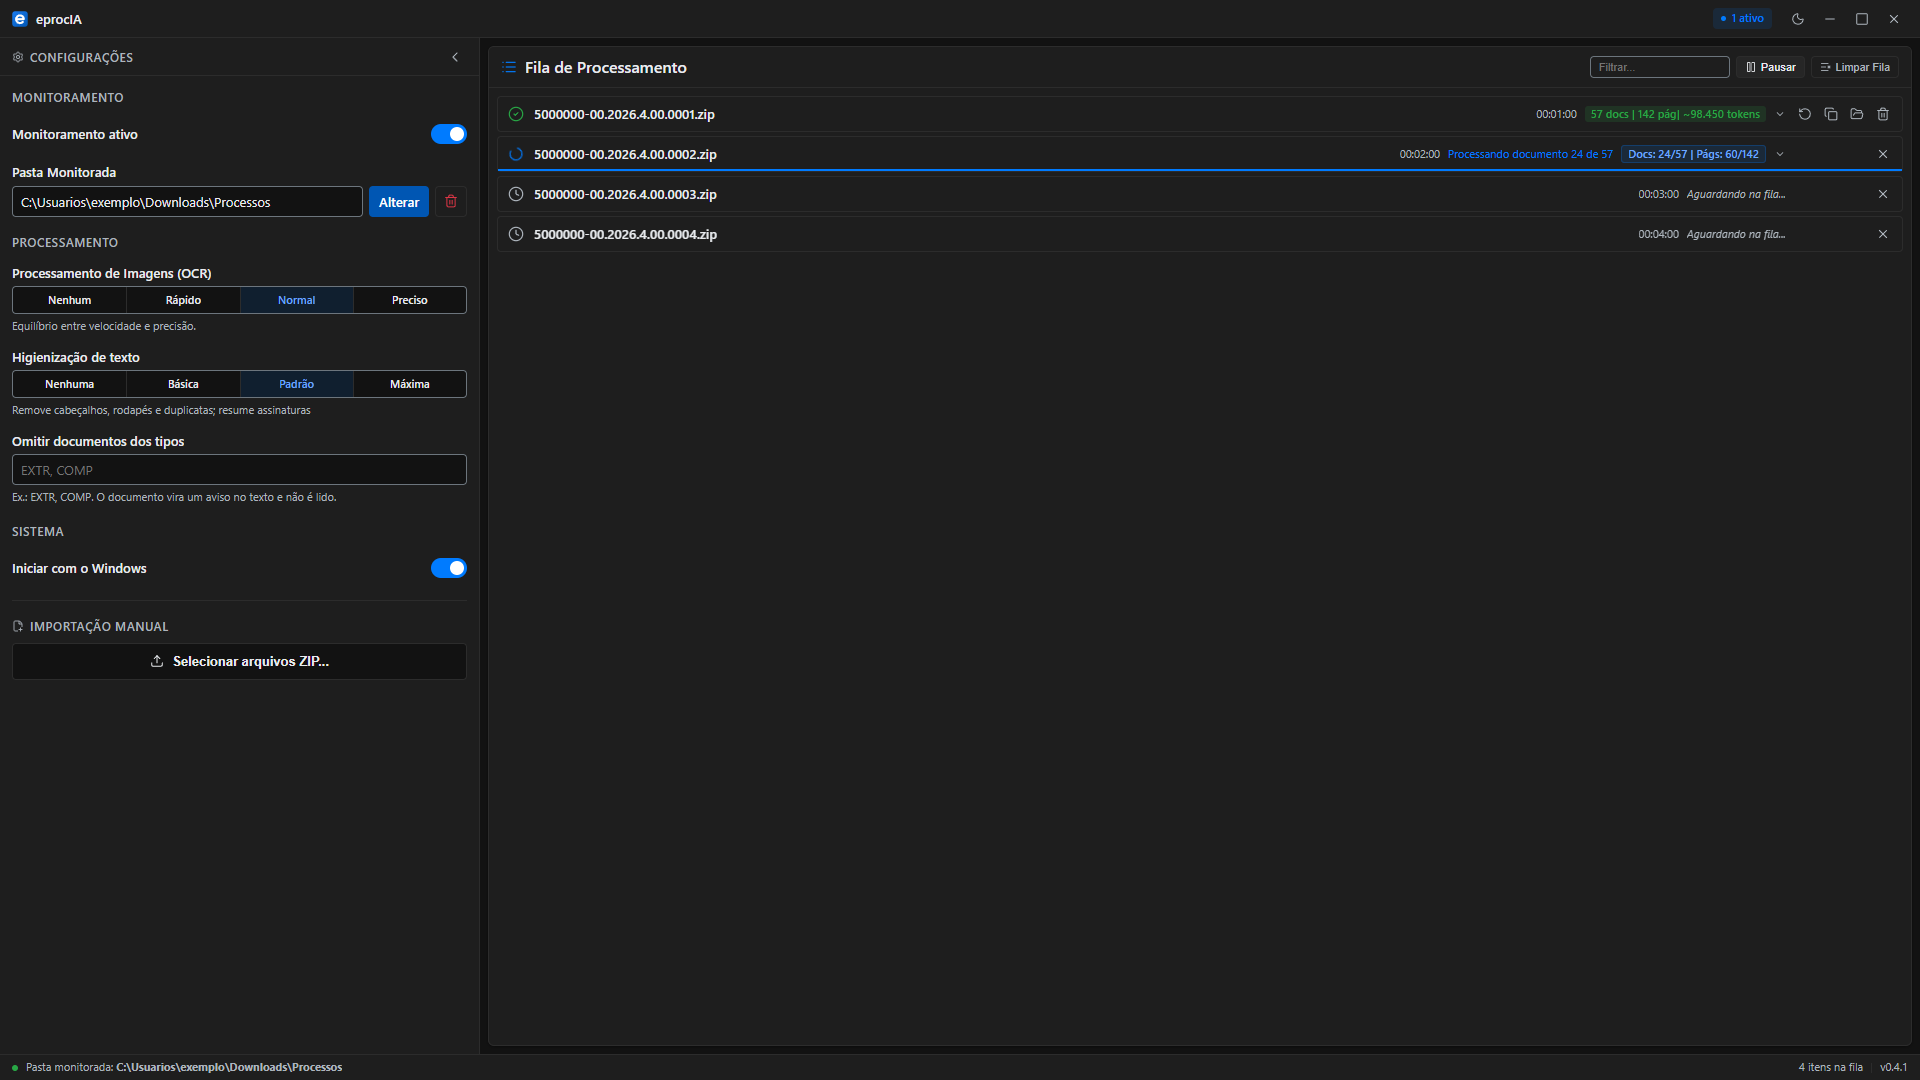 eprocIA
1 ativo
CONFIGURAÇÕES
MONITORAMENTO
Monitoramento ativo
Pasta Monitorada
C:\Usuarios\exemplo\Downloads\Processos
Alterar
PROCESSAMENTO
Processamento de Imagens (OCR)
Nenhum Rápido Normal Preciso
Equilíbrio entre velocidade e precisão.
Higienização de texto
Nenhuma Básica Padrão Máxima
Remove cabeçalhos, rodapés e duplicatas; resume assinaturas
Omitir documentos dos tipos
EXTR, COMP
Ex.: EXTR, COMP. O documento vira um aviso no texto e não é lido.
SISTEMA
Iniciar com o Windows
IMPORTAÇÃO MANUAL
Selecionar arquivos ZIP...
Fila de Processamento
Filtrar...
Pausar
Limpar Fila
5000000-00.2026.4.00.0001.zip 00:01:00 57 docs | 142 pág| ~98.450 tokens
5000000-00.2026.4.00.0002.zip 00:02:00 Processando documento 24 de 57 Docs: 24/57 | Págs: 60/142
5000000-00.2026.4.00.0003.zip 00:03:00 Aguardando na fila...
5000000-00.2026.4.00.0004.zip 00:04:00 Aguardando na fila...
Pasta monitorada: C:\Usuarios\exemplo\Downloads\Processos
4 itens na fila v0.4.1